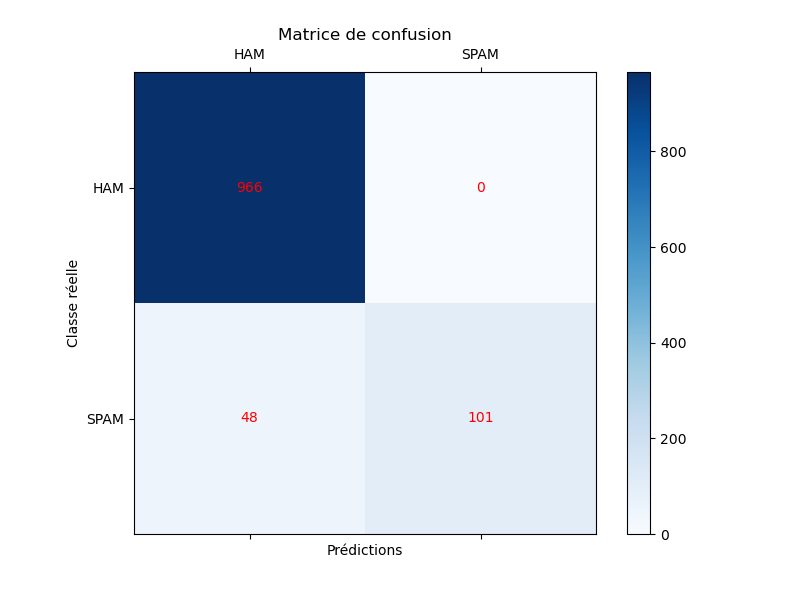 Matrice de confusion
HAM SPAM
800
HAM 966 0
600
Classe réelle
400
SPAM 48 101
200
0
Prédictions